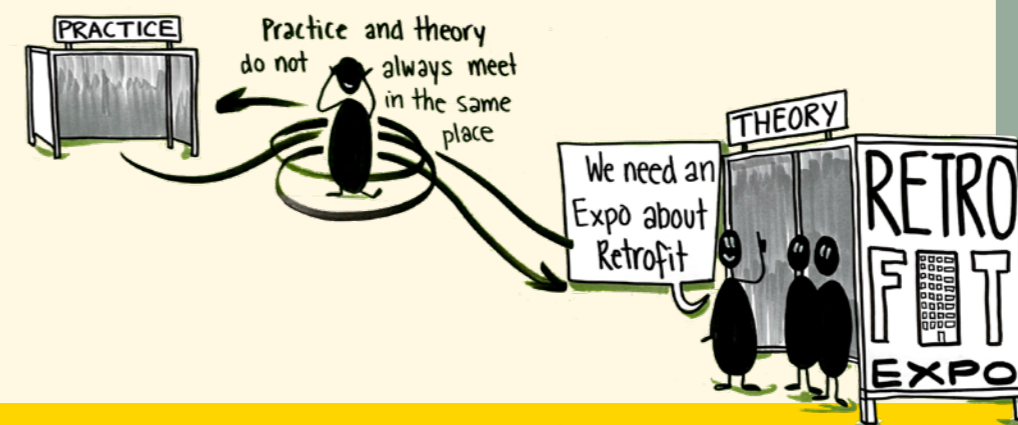 PRACTICE
Practice and theory
do not always meet
in the same
place
We need an
Expo about
Retrofit
THEORY
RETRO
FIT
EXPO